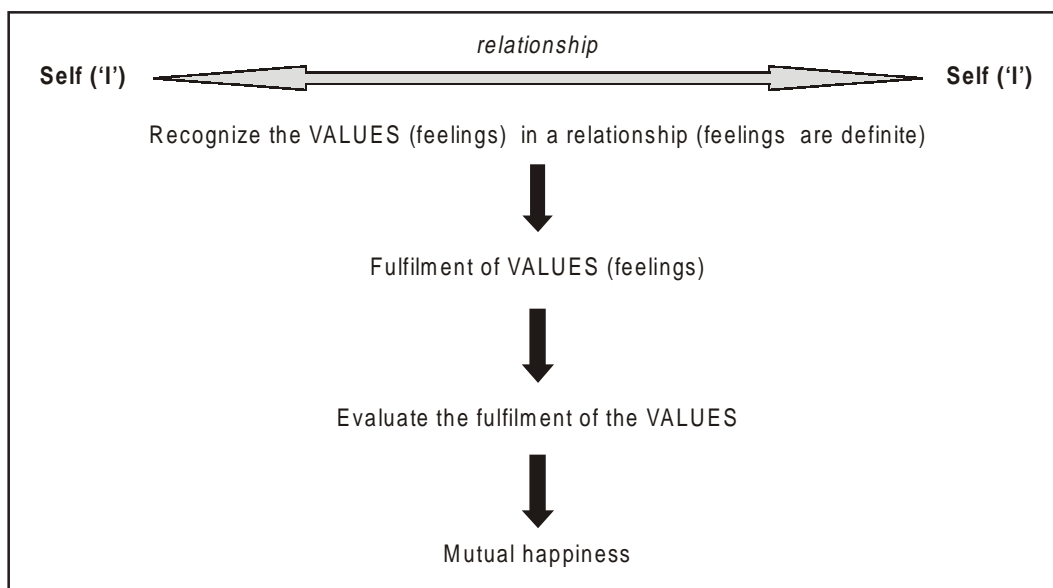 relationship
Self (‘I’) Self (‘I’)
Recognize the VALUES (feelings) in a relationship (feelings are definite)
Fulfilment of VALUES (feelings)
Evaluate the fulfilment of the VALUES
Mutual happiness